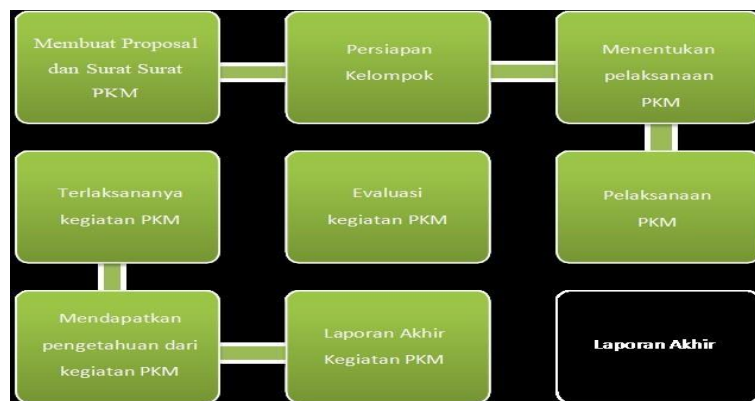 Membuat Proposal
dan Surat Surat
PKM
Persiapan
Kelompok
Menentukan
pelaksanaan
PKM
Terlaksananya
kegiatan PKM
Evaluasi
kegiatan PKM
Pelaksanaan
PKM
Mendapatkan
pengetahuan dari
kegiatan PKM
Laporan Akhir
Kegiatan PKM
Laporan Akhir